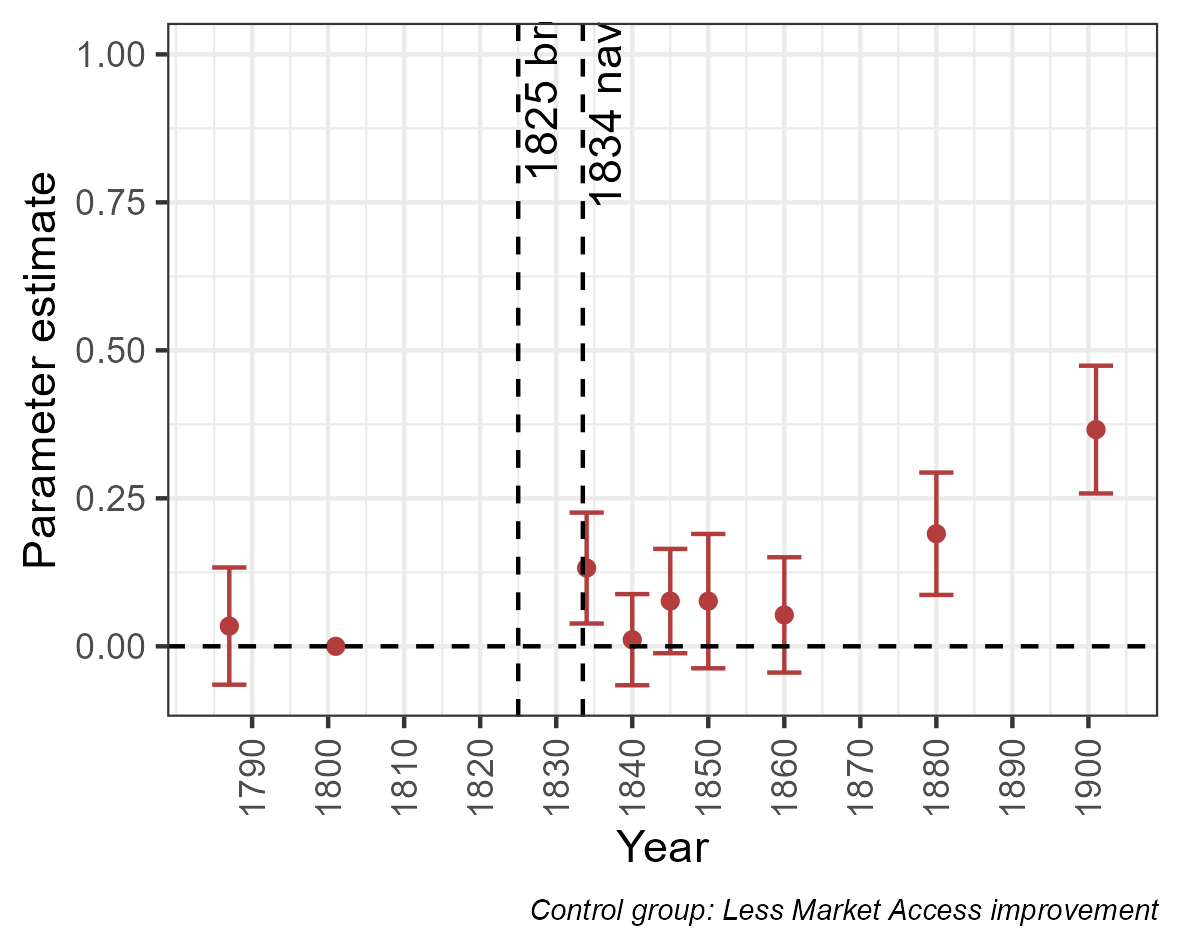 1.00
0.75
0.50
0.25
0.00
Parameter estimate
1825 br
1834 nav
1790 1800 1810 1820 1830 1840 1850 1860 1870 1880 1890 1900
Year
Control group: Less Market Access improvement